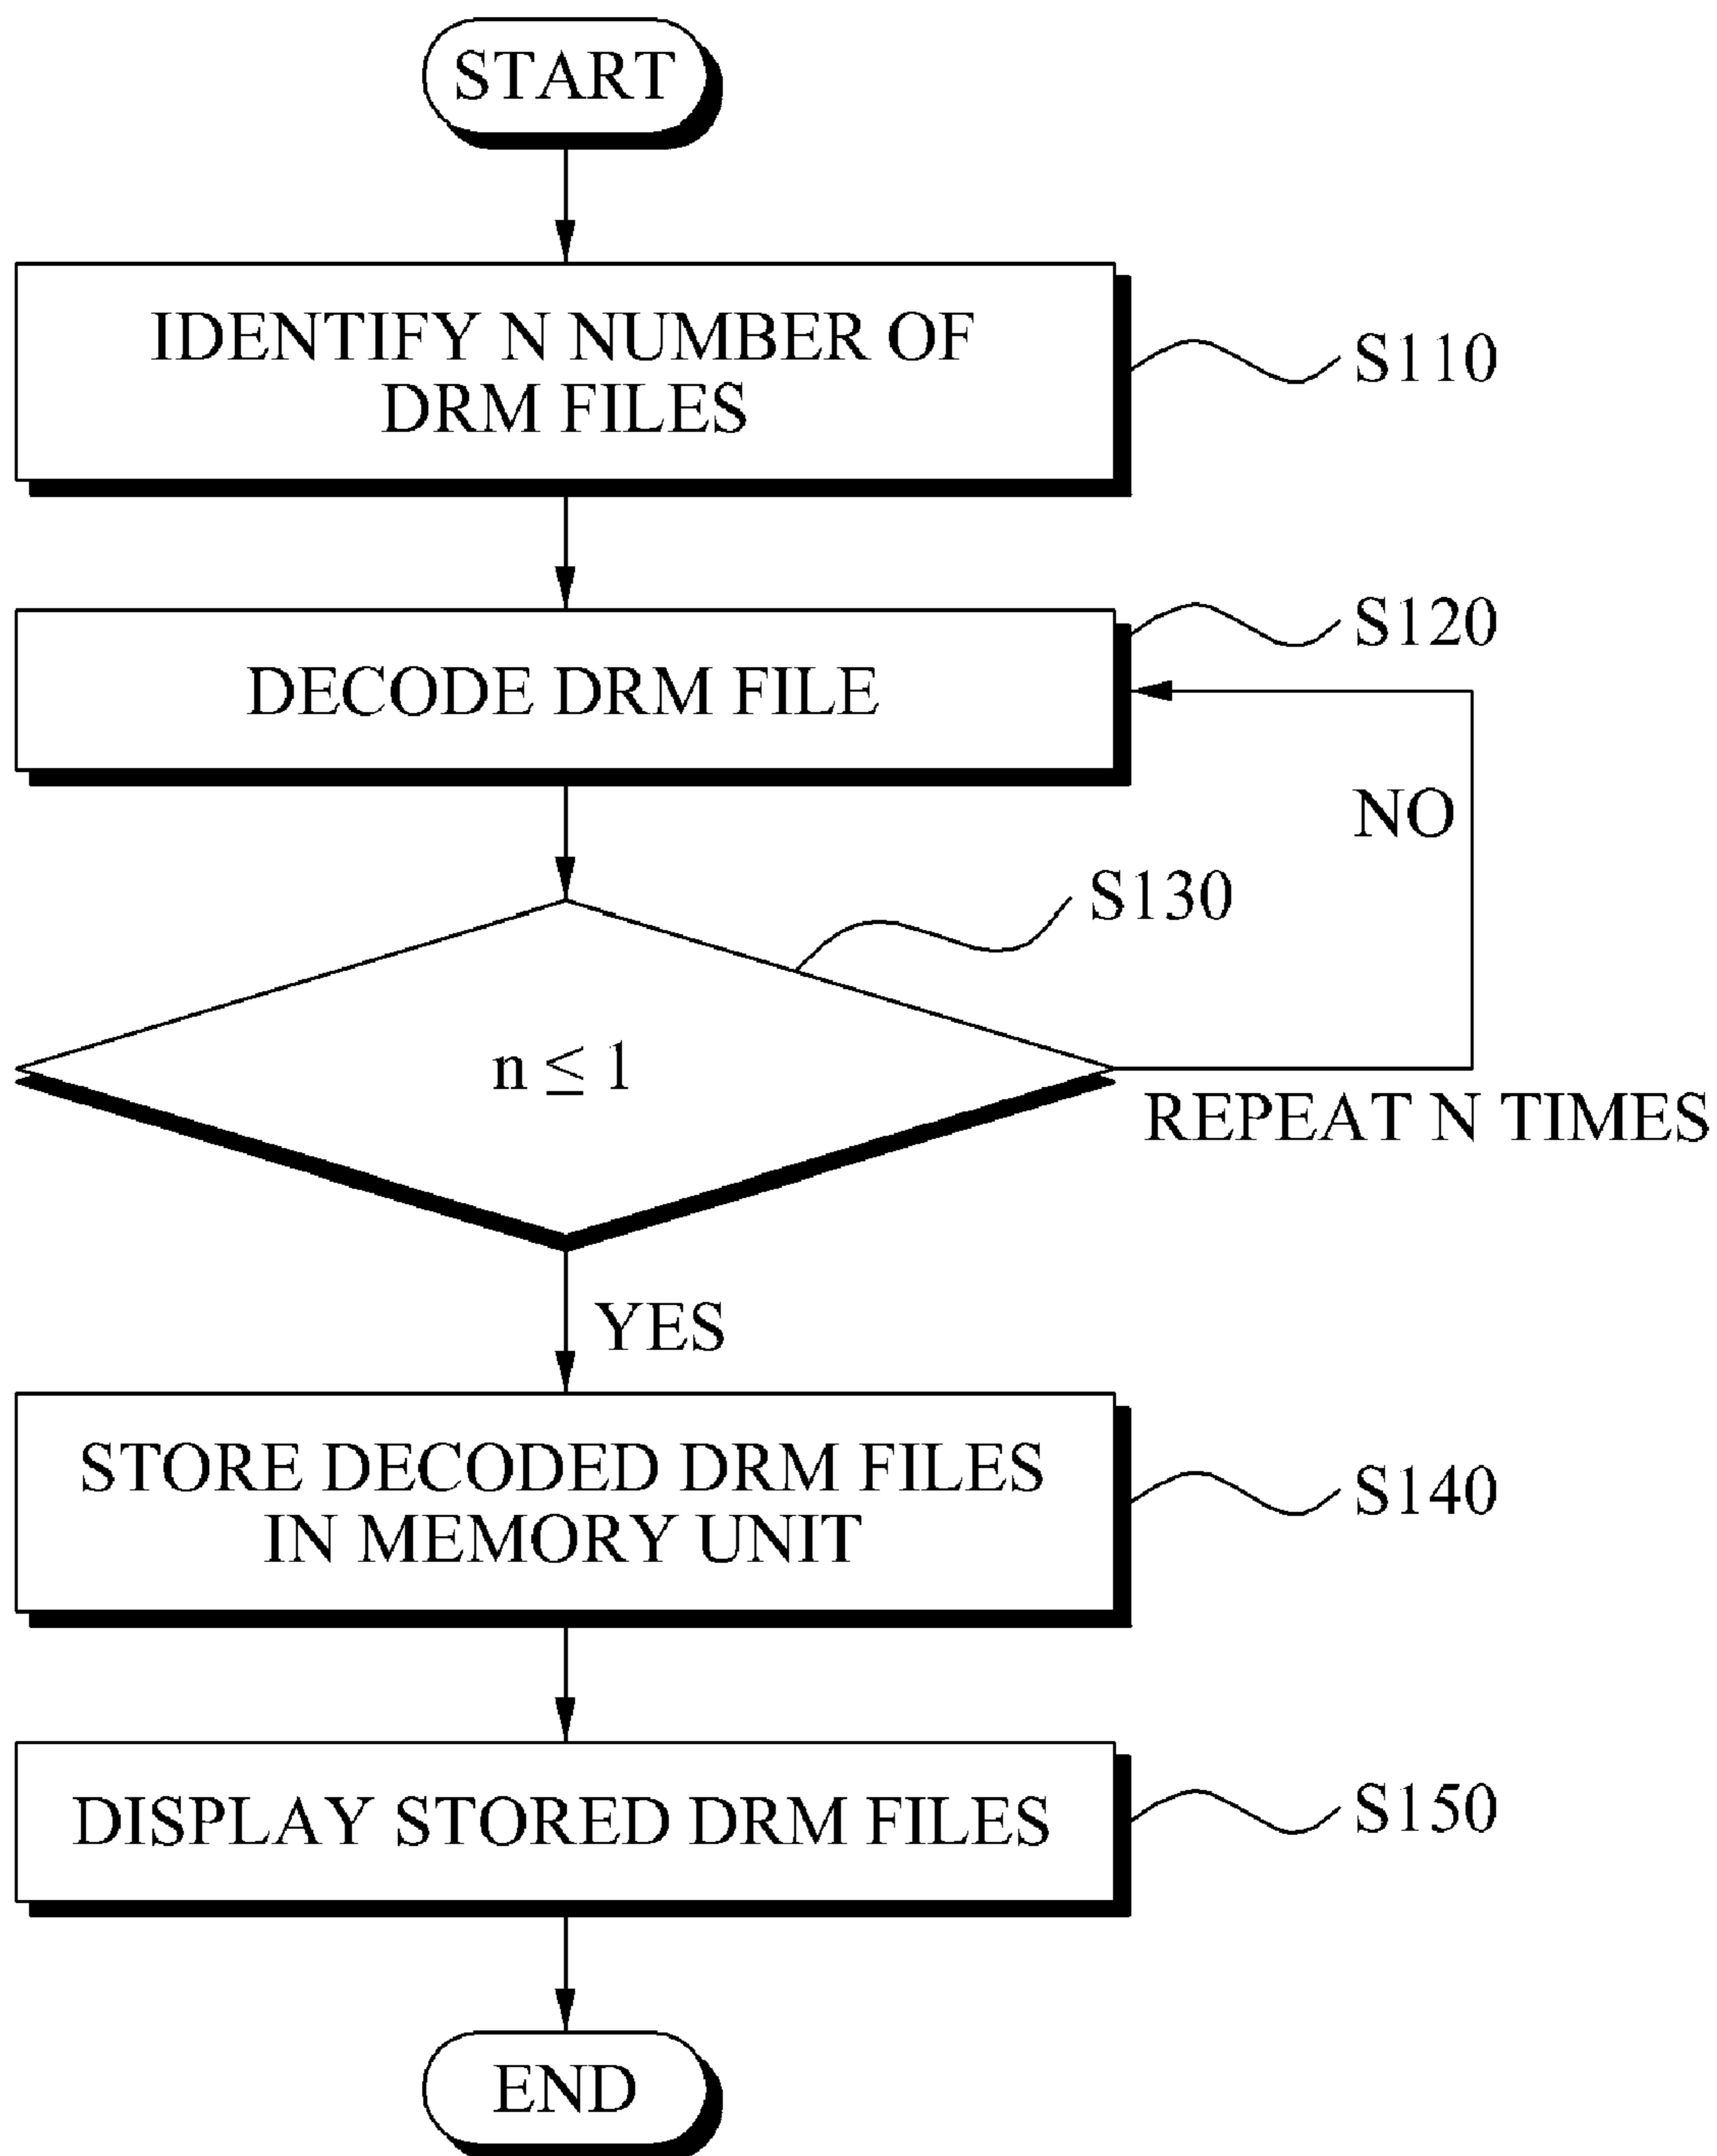 START
IDENTIFY N NUMBER OF
DRM FILES
S110
DECODE DRM FILE
S120
NO
S130
n ≤ 1
REPEAT N TIMES
YES
STORE DECODED DRM FILES
IN MEMORY UNIT
S140
DISPLAY STORED DRM FILES
S150
END